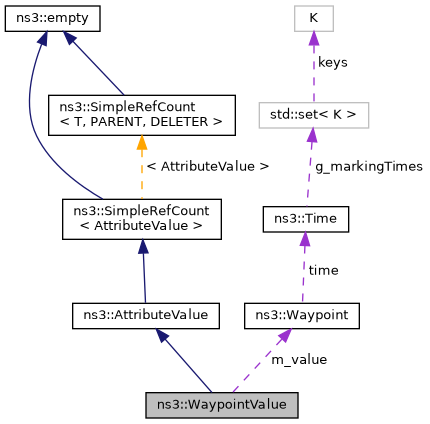 ns3::empty
K
keys
ns3::SimpleRefCount
< T, PARENT, DELETER >
std::set< K >
< AttributeValue >
g_markingTimes
ns3::SimpleRefCount
< AttributeValue >
ns3::Time
time
ns3::AttributeValue
ns3::Waypoint
m_value
ns3::WaypointValue